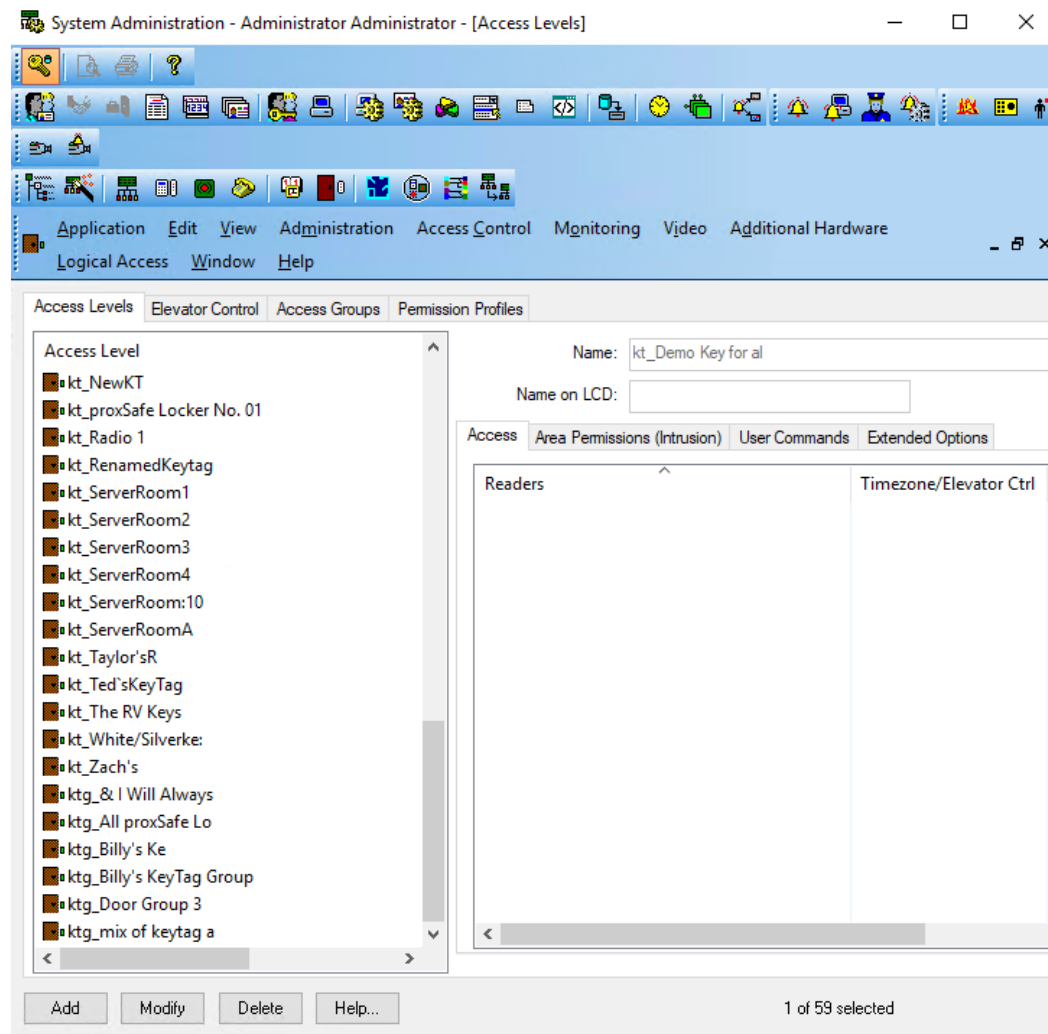 System Administration - Administrator Administrator - [Access Levels]
Application Edit View Administration Access Control Monitoring Video Additional Hardware
Logical Access Window Help
Access Levels Elevator Control Access Groups Permission Profiles
Access Level
kt_NewKT
kt_proxSafe Locker No. 01
kt_Radio 1
kt_RenamedKeytag
kt_ServerRoom1
kt_ServerRoom2
kt_ServerRoom3
kt_ServerRoom4
kt_ServerRoom:10
kt_ServerRoomA
kt_Taylor'sR
kt_Ted`sKeyTag
kt_The RV Keys
kt_White/Silverke:
kt_Zach's
ktg_& I Will Always
ktg_All proxSafe Lo
ktg_Billy's Ke
ktg_Billy's KeyTag Group
ktg_Door Group 3
ktg_mix of keytag a
Name: kt_Demo Key for al
Name on LCD:
Access Area Permissions (Intrusion) User Commands Extended Options
Readers Timezone/Elevator Ctrl
Add Modify Delete Help... 1 of 59 selected